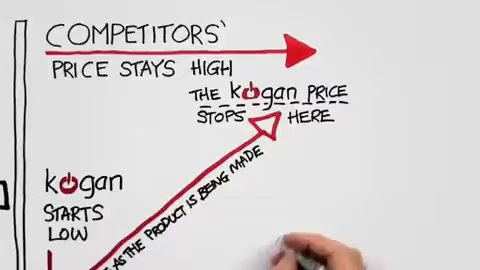 COMPETITORS'
PRICE STAYS HIGH
THE kogan PRICE
STOPS HERE
kogan
STARTS
LOW
AS THE PRODUCT IS BEING MADE